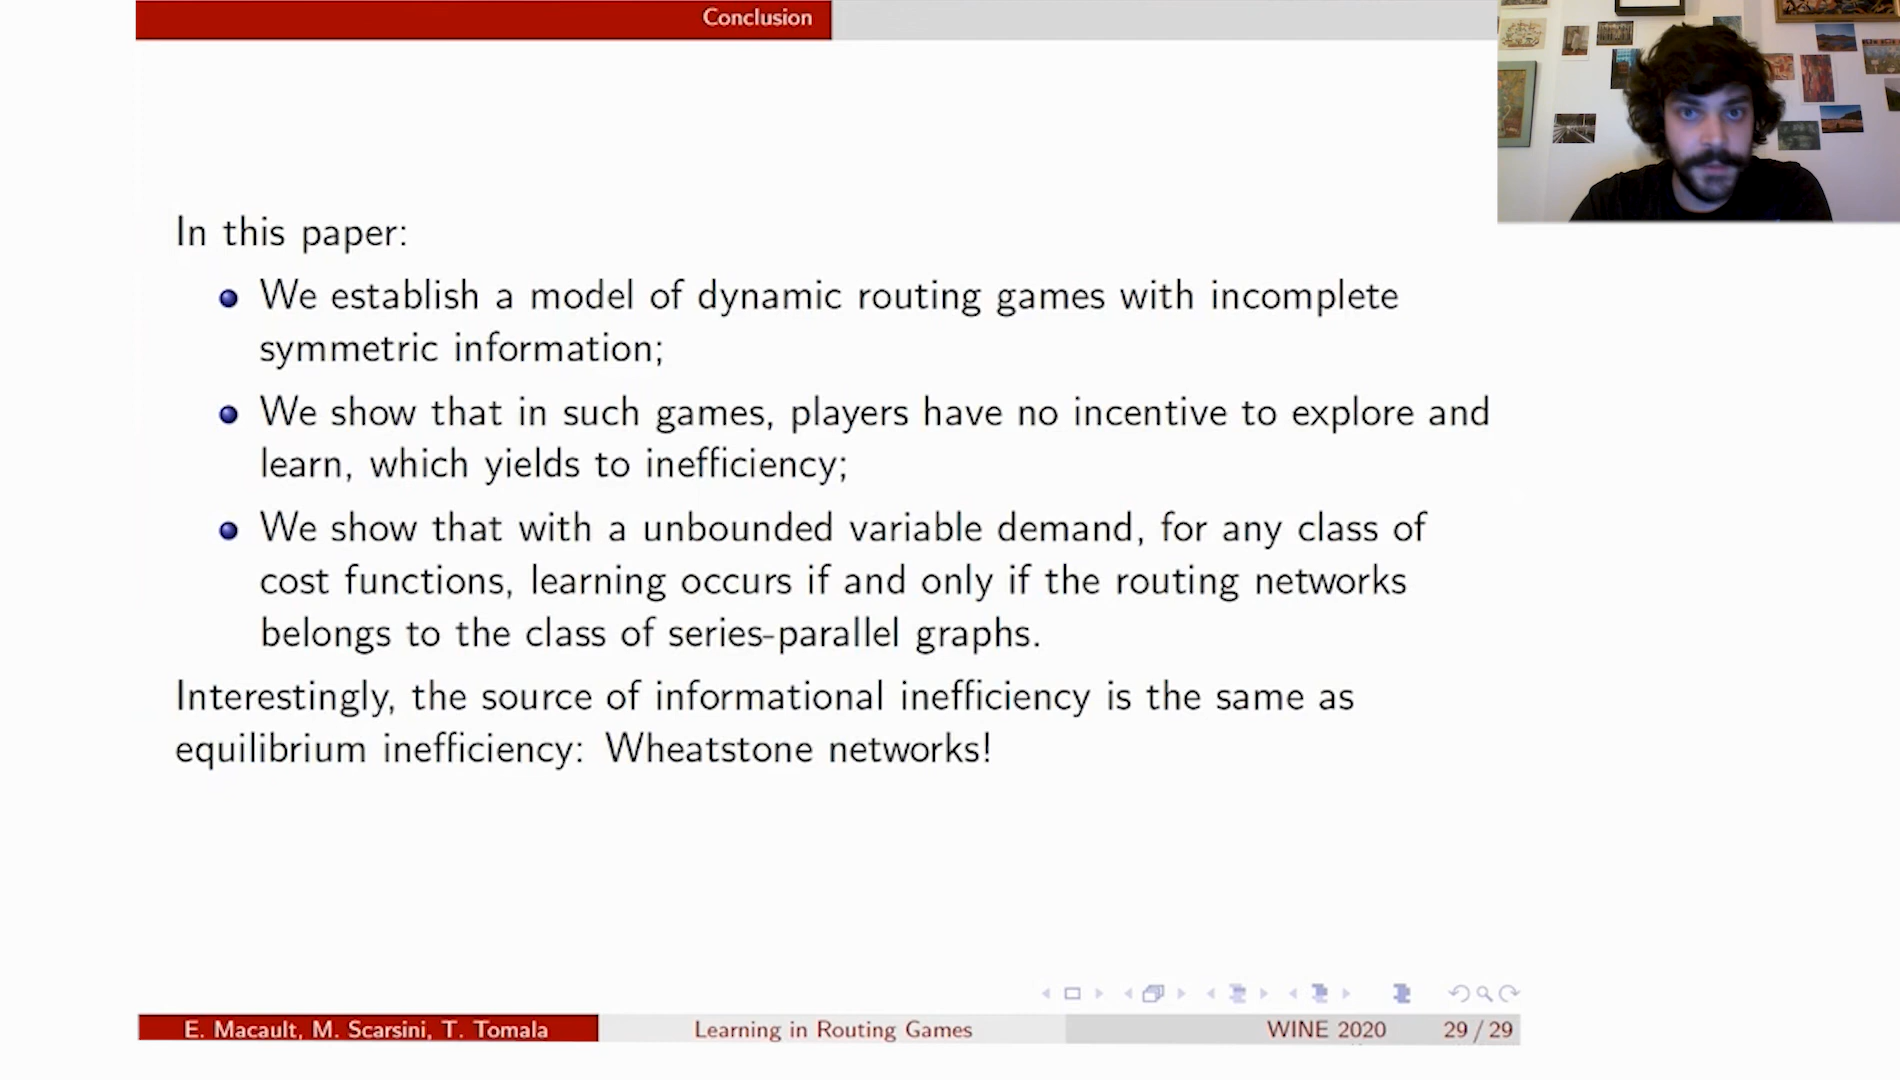 Conclusion
In this paper:
We establish a model of dynamic routing games with incomplete
symmetric information;
We show that in such games, players have no incentive to explore and
learn, which yields to inefficiency;
We show that with a unbounded variable demand, for any class of
cost functions, learning occurs if and only if the routing networks
belongs to the class of series-parallel graphs.
Interestingly, the source of informational inefficiency is the same as
equilibrium inefficiency: Wheatstone networks!
E. Macault, M. Scarsini, T. Tomala
Learning in Routing Games
WINE 2020
29 / 29